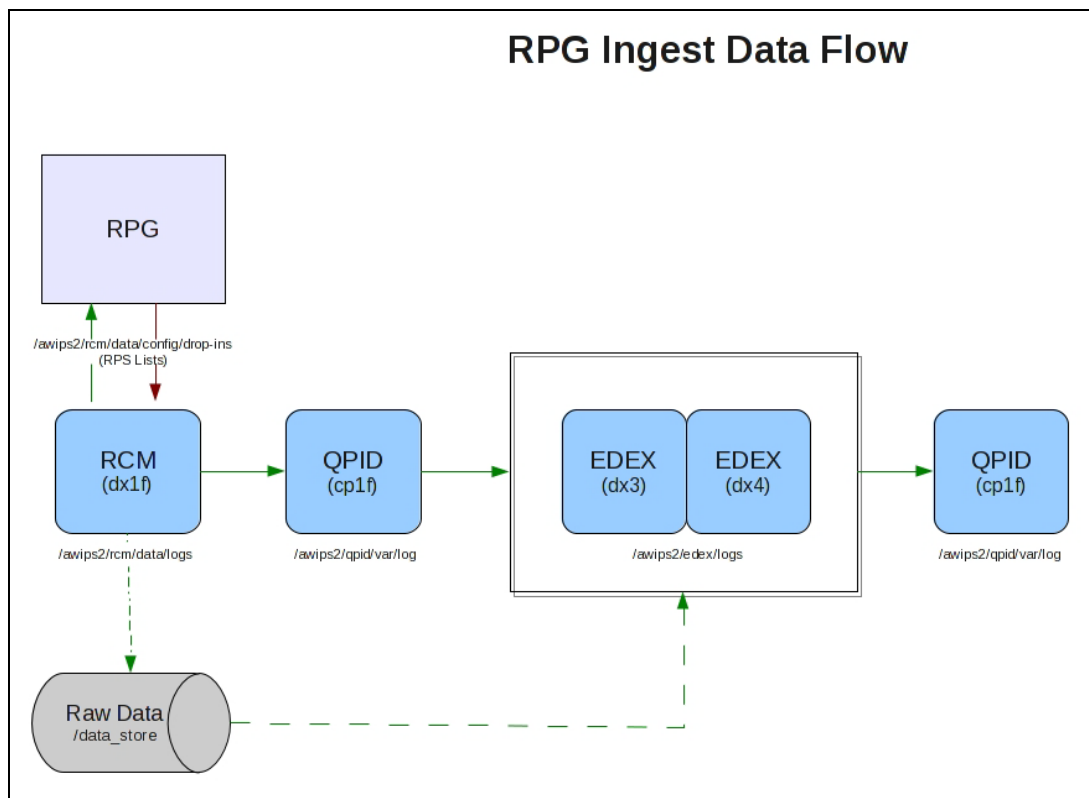 RPG Ingest Data Flow
RPG
/awips2/rcm/data/config/drop-ins
(RPS Lists)
RCM
(dx1f)
/awips2/rcm/data/logs
QPID
(cp1f)
/awips2/qpid/var/log
EDEX
(dx3)
EDEX
(dx4)
/awips2/edex/logs
QPID
(cp1f)
/awips2/qpid/var/log
Raw Data
/data_store